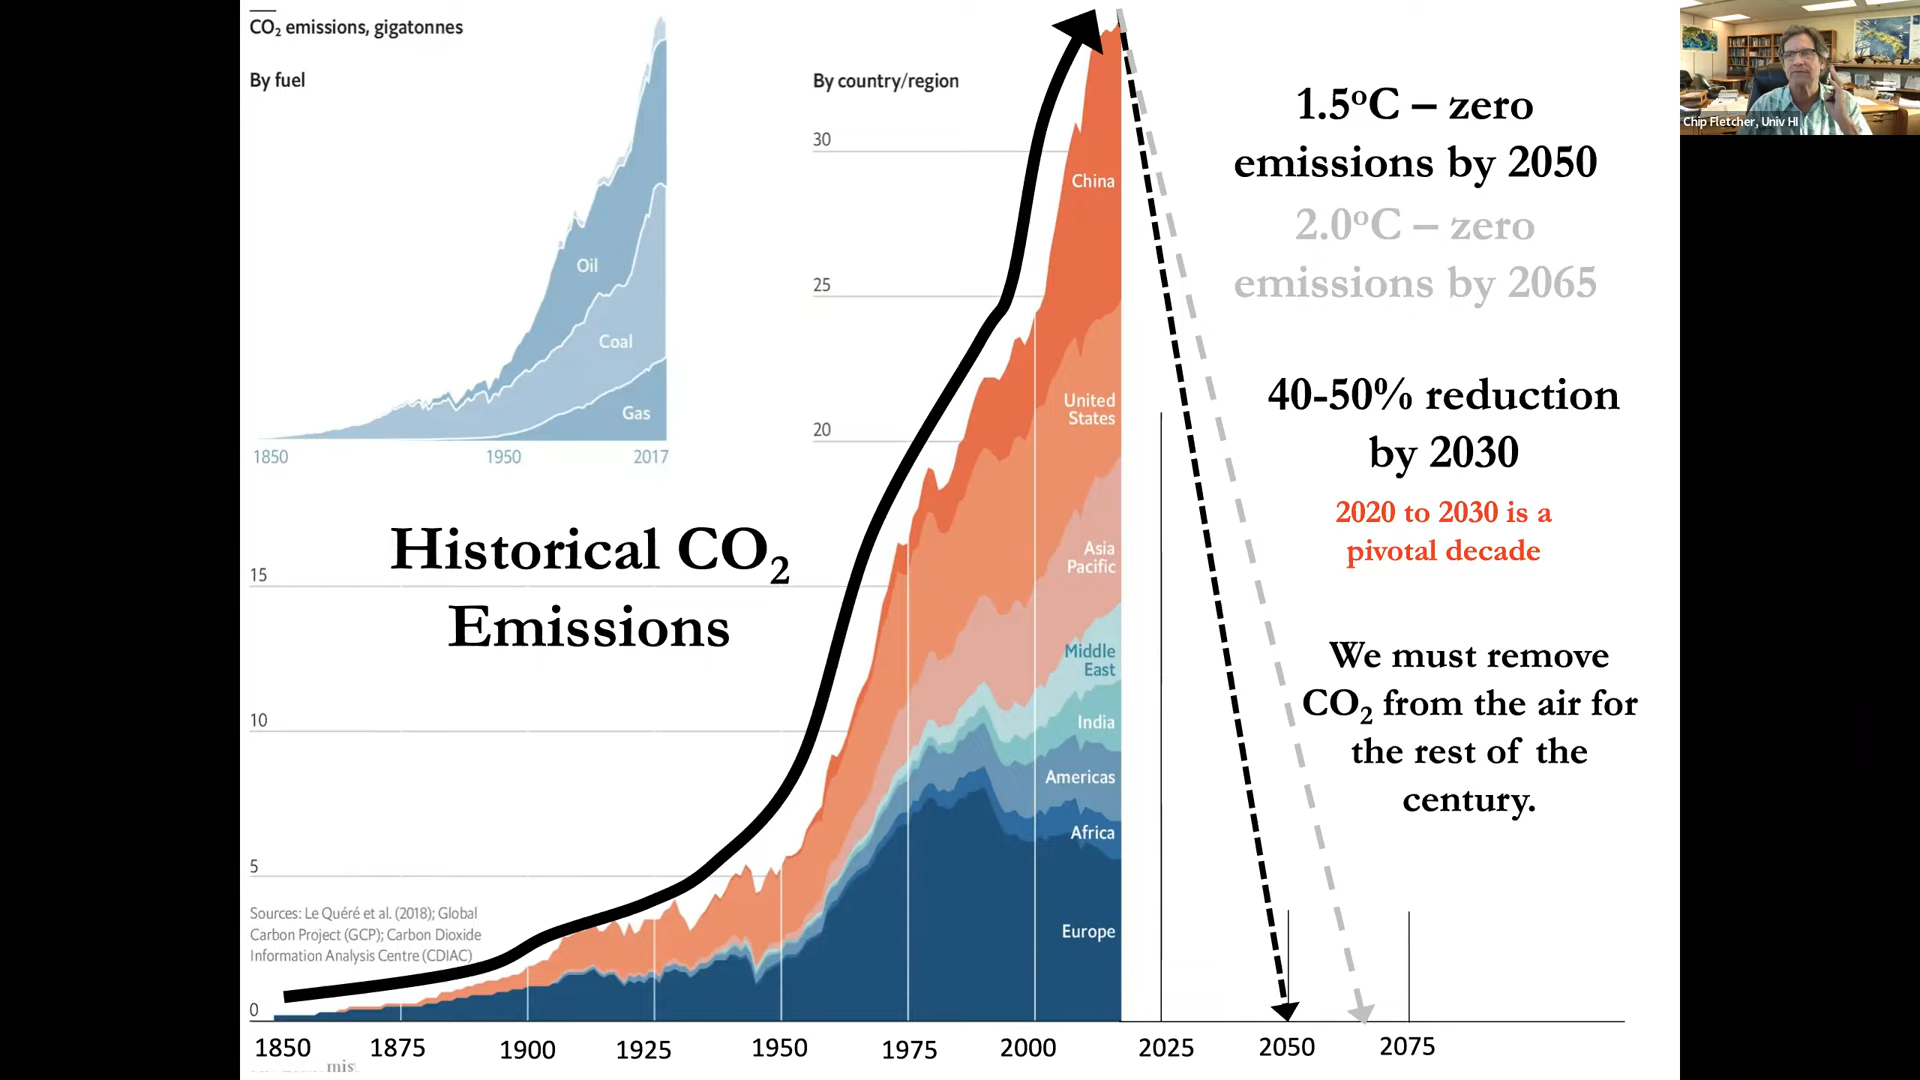 CO₂ emissions, gigatonnes
By fuel
Oil
Coal
Gas
1850
1950
2017
By country/region
30
25
20
15
10
5
0
China
United
States
Asia
Pacific
Middle
East
India
Americas
Africa
Europe
Historical CO₂
Emissions
Sources: Le Quéré et al. (2018); Global
Carbon Project (GCP); Carbon Dioxide
Information Analysis Centre (CDIAC)
1850
1875
1900
1925
1950
1975
2000
2025
2050
2075
1.5°C – zero
emissions by 2050
2.0°C – zero
emissions by 2065
40-50% reduction
by 2030
2020 to 2030 is a
pivotal decade
We must remove
CO₂ from the air for
the rest of the
century.
Chip Fletcher, Univ HI